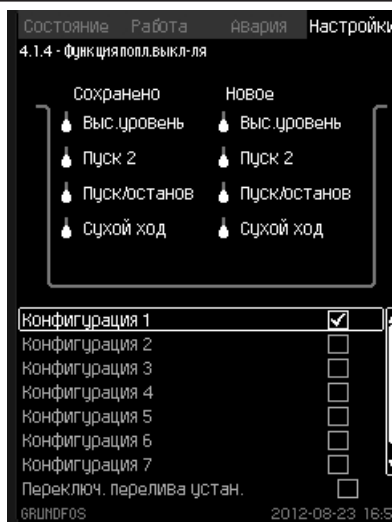 Состояние Работа Авария Настройки
4.1.4 - Функция попл.выкл-ля
Сохранено Новое
Выс.уровень Выс.уровень
Пуск 2 Пуск 2
Пуск/останов Пуск/останов
Сухой ход Сухой ход
Конфигурация 1
Конфигурация 2
Конфигурация 3
Конфигурация 4
Конфигурация 5
Конфигурация 6
Конфигурация 7
Переключ. перелива устан.
GRUNDFOS 2012-08-23 16:5